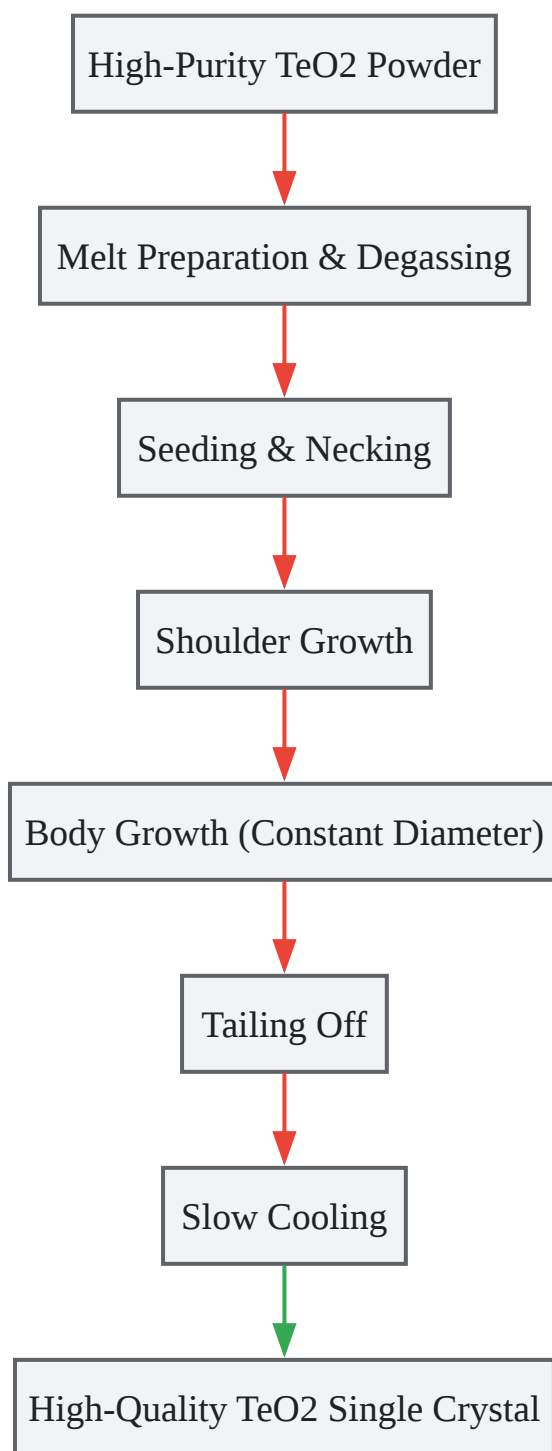 High-Purity TeO2 Powder
Melt Preparation & Degassing
Seeding & Necking
Shoulder Growth
Body Growth (Constant Diameter)
Tailing Off
Slow Cooling
High-Quality TeO2 Single Crystal